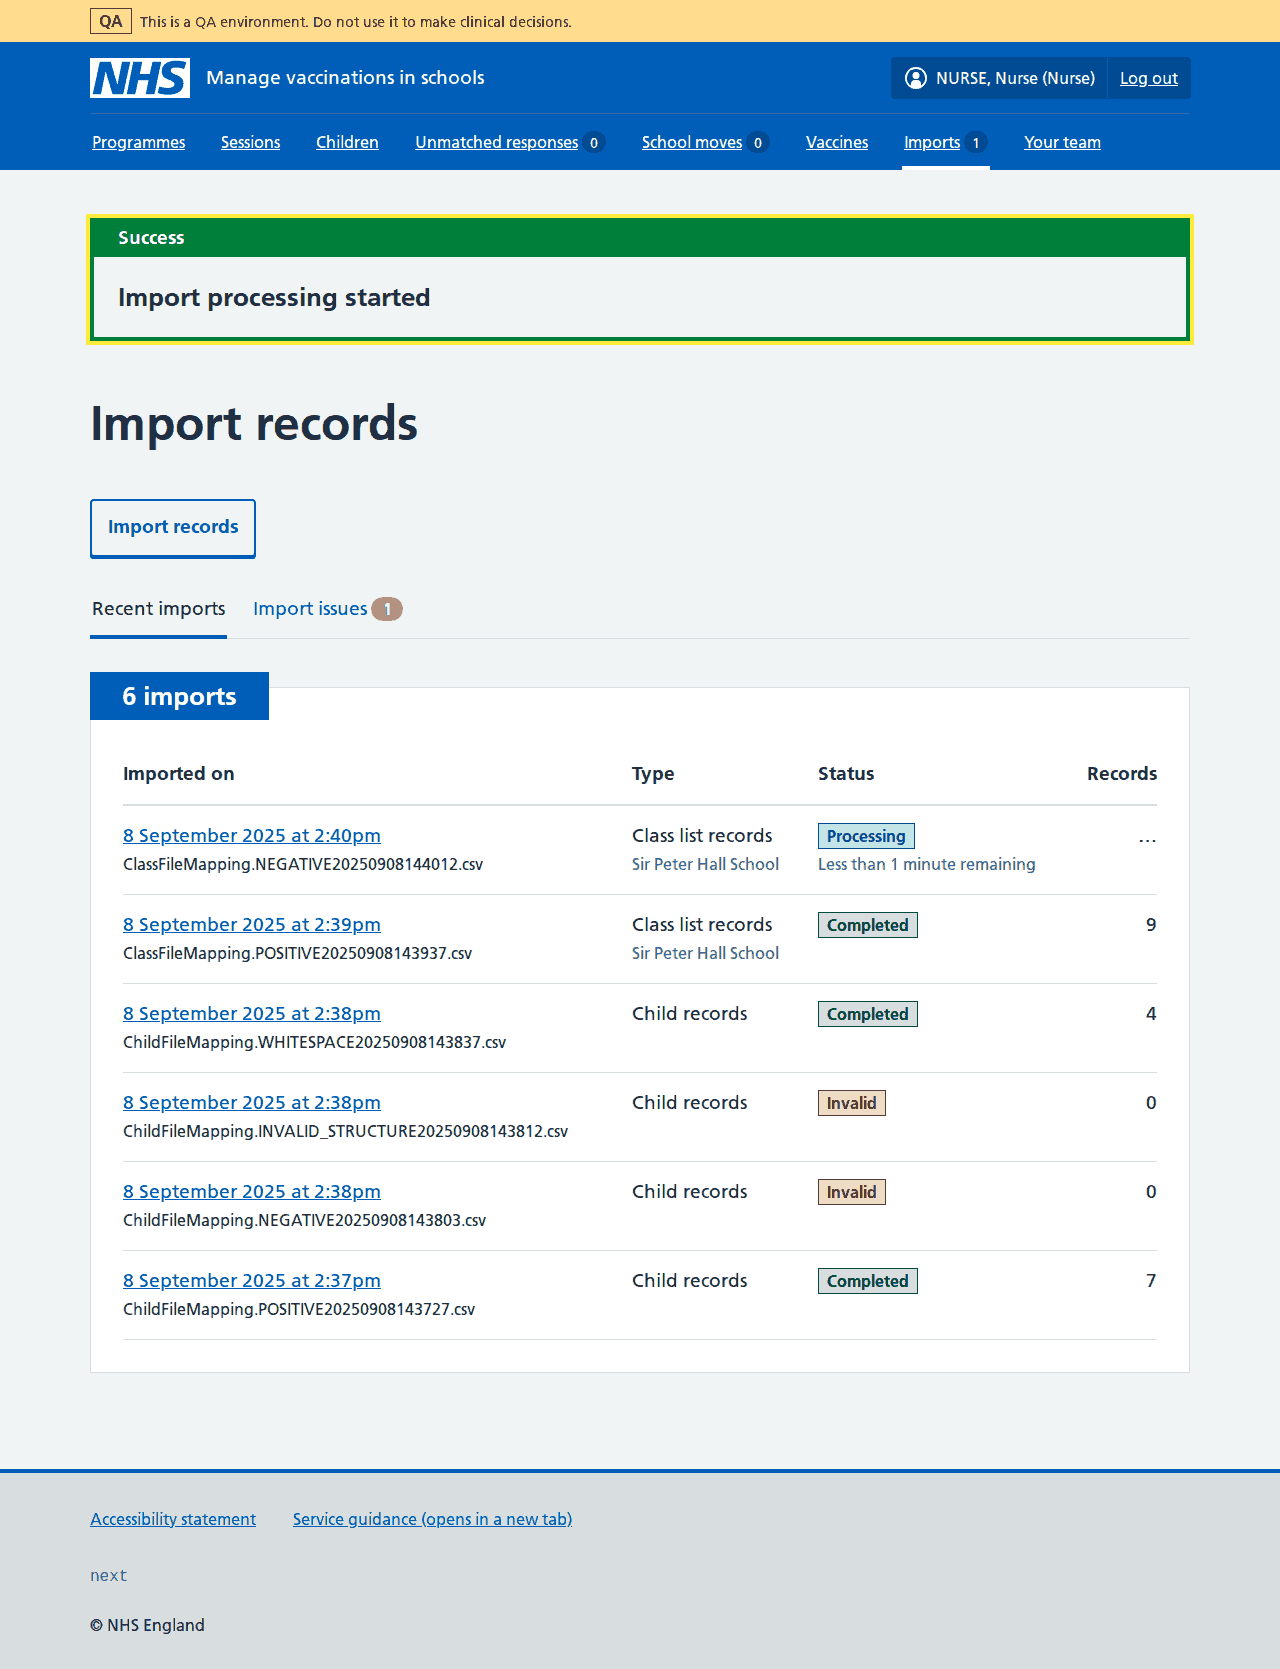 QA This is a QA environment. Do not use it to make clinical decisions.
NHS Manage vaccinations in schools NURSE, Nurse (Nurse) Log out
Programmes Sessions Children Unmatched responses 0 School moves 0 Vaccines Imports 1 Your team
Success
Import processing started
Import records
Import records
Recent imports Import issues 1
6 imports
Imported on Type Status Records
8 September 2025 at 2:40pm Class list records Processing ...
ClassFileMapping.NEGATIVE20250908144012.csv Sir Peter Hall School Less than 1 minute remaining
8 September 2025 at 2:39pm Class list records Completed 9
ClassFileMapping.POSITIVE20250908143937.csv Sir Peter Hall School
8 September 2025 at 2:38pm Child records Completed 4
ChildFileMapping.WHITESPACE20250908143837.csv
8 September 2025 at 2:38pm Child records Invalid 0
ChildFileMapping.INVALID_STRUCTURE20250908143812.csv
8 September 2025 at 2:38pm Child records Invalid 0
ChildFileMapping.NEGATIVE20250908143803.csv
8 September 2025 at 2:37pm Child records Completed 7
ChildFileMapping.POSITIVE20250908143727.csv
Accessibility statement Service guidance (opens in a new tab)
next
© NHS England